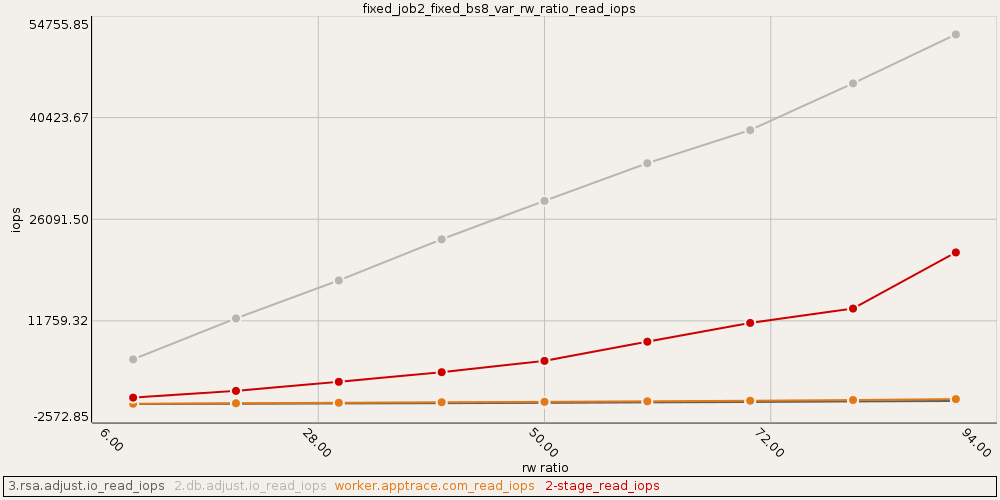 fixed_job2_fixed_bs8_var_rw_ratio_read_iops
54755.85
40423.67
iops
26091.50
11759.32
-2572.85
6.00 28.00 50.00 72.00 94.00
rw ratio
3.rsa.adjust.io_read_iops 2.db.adjust.io_read_iops worker.apptrace.com_read_iops 2-stage_read_iops